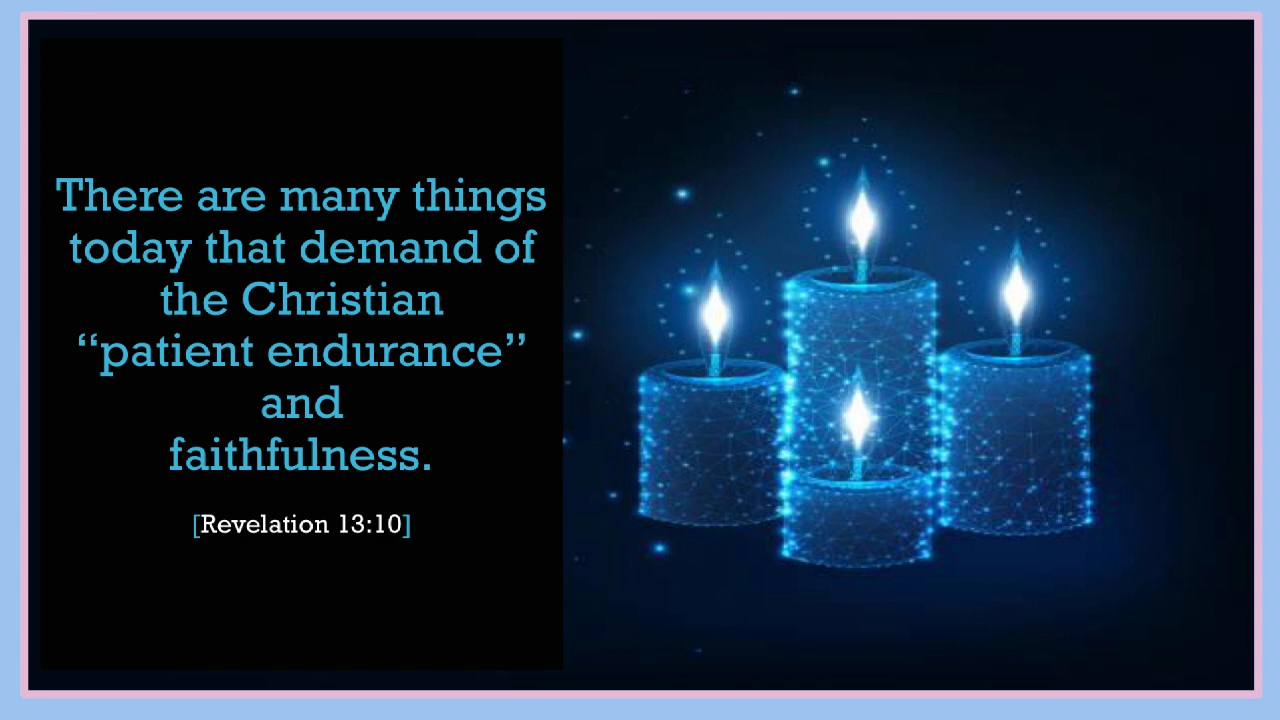 There are many things
today that demand of
the Christian
“patient endurance”
and
faithfulness.
[Revelation 13:10]